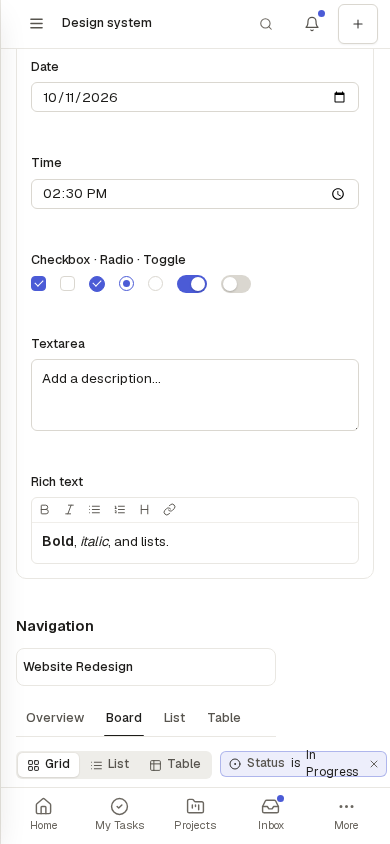 Design system
Date
10/11/2026
Time
02:30 PM
Checkbox · Radio · Toggle
Textarea
Add a description...
Rich text
B I H
Bold, italic, and lists.
Navigation
Website Redesign
Overview Board List Table
Grid List Table Status is In Progress
Home My Tasks Projects Inbox More